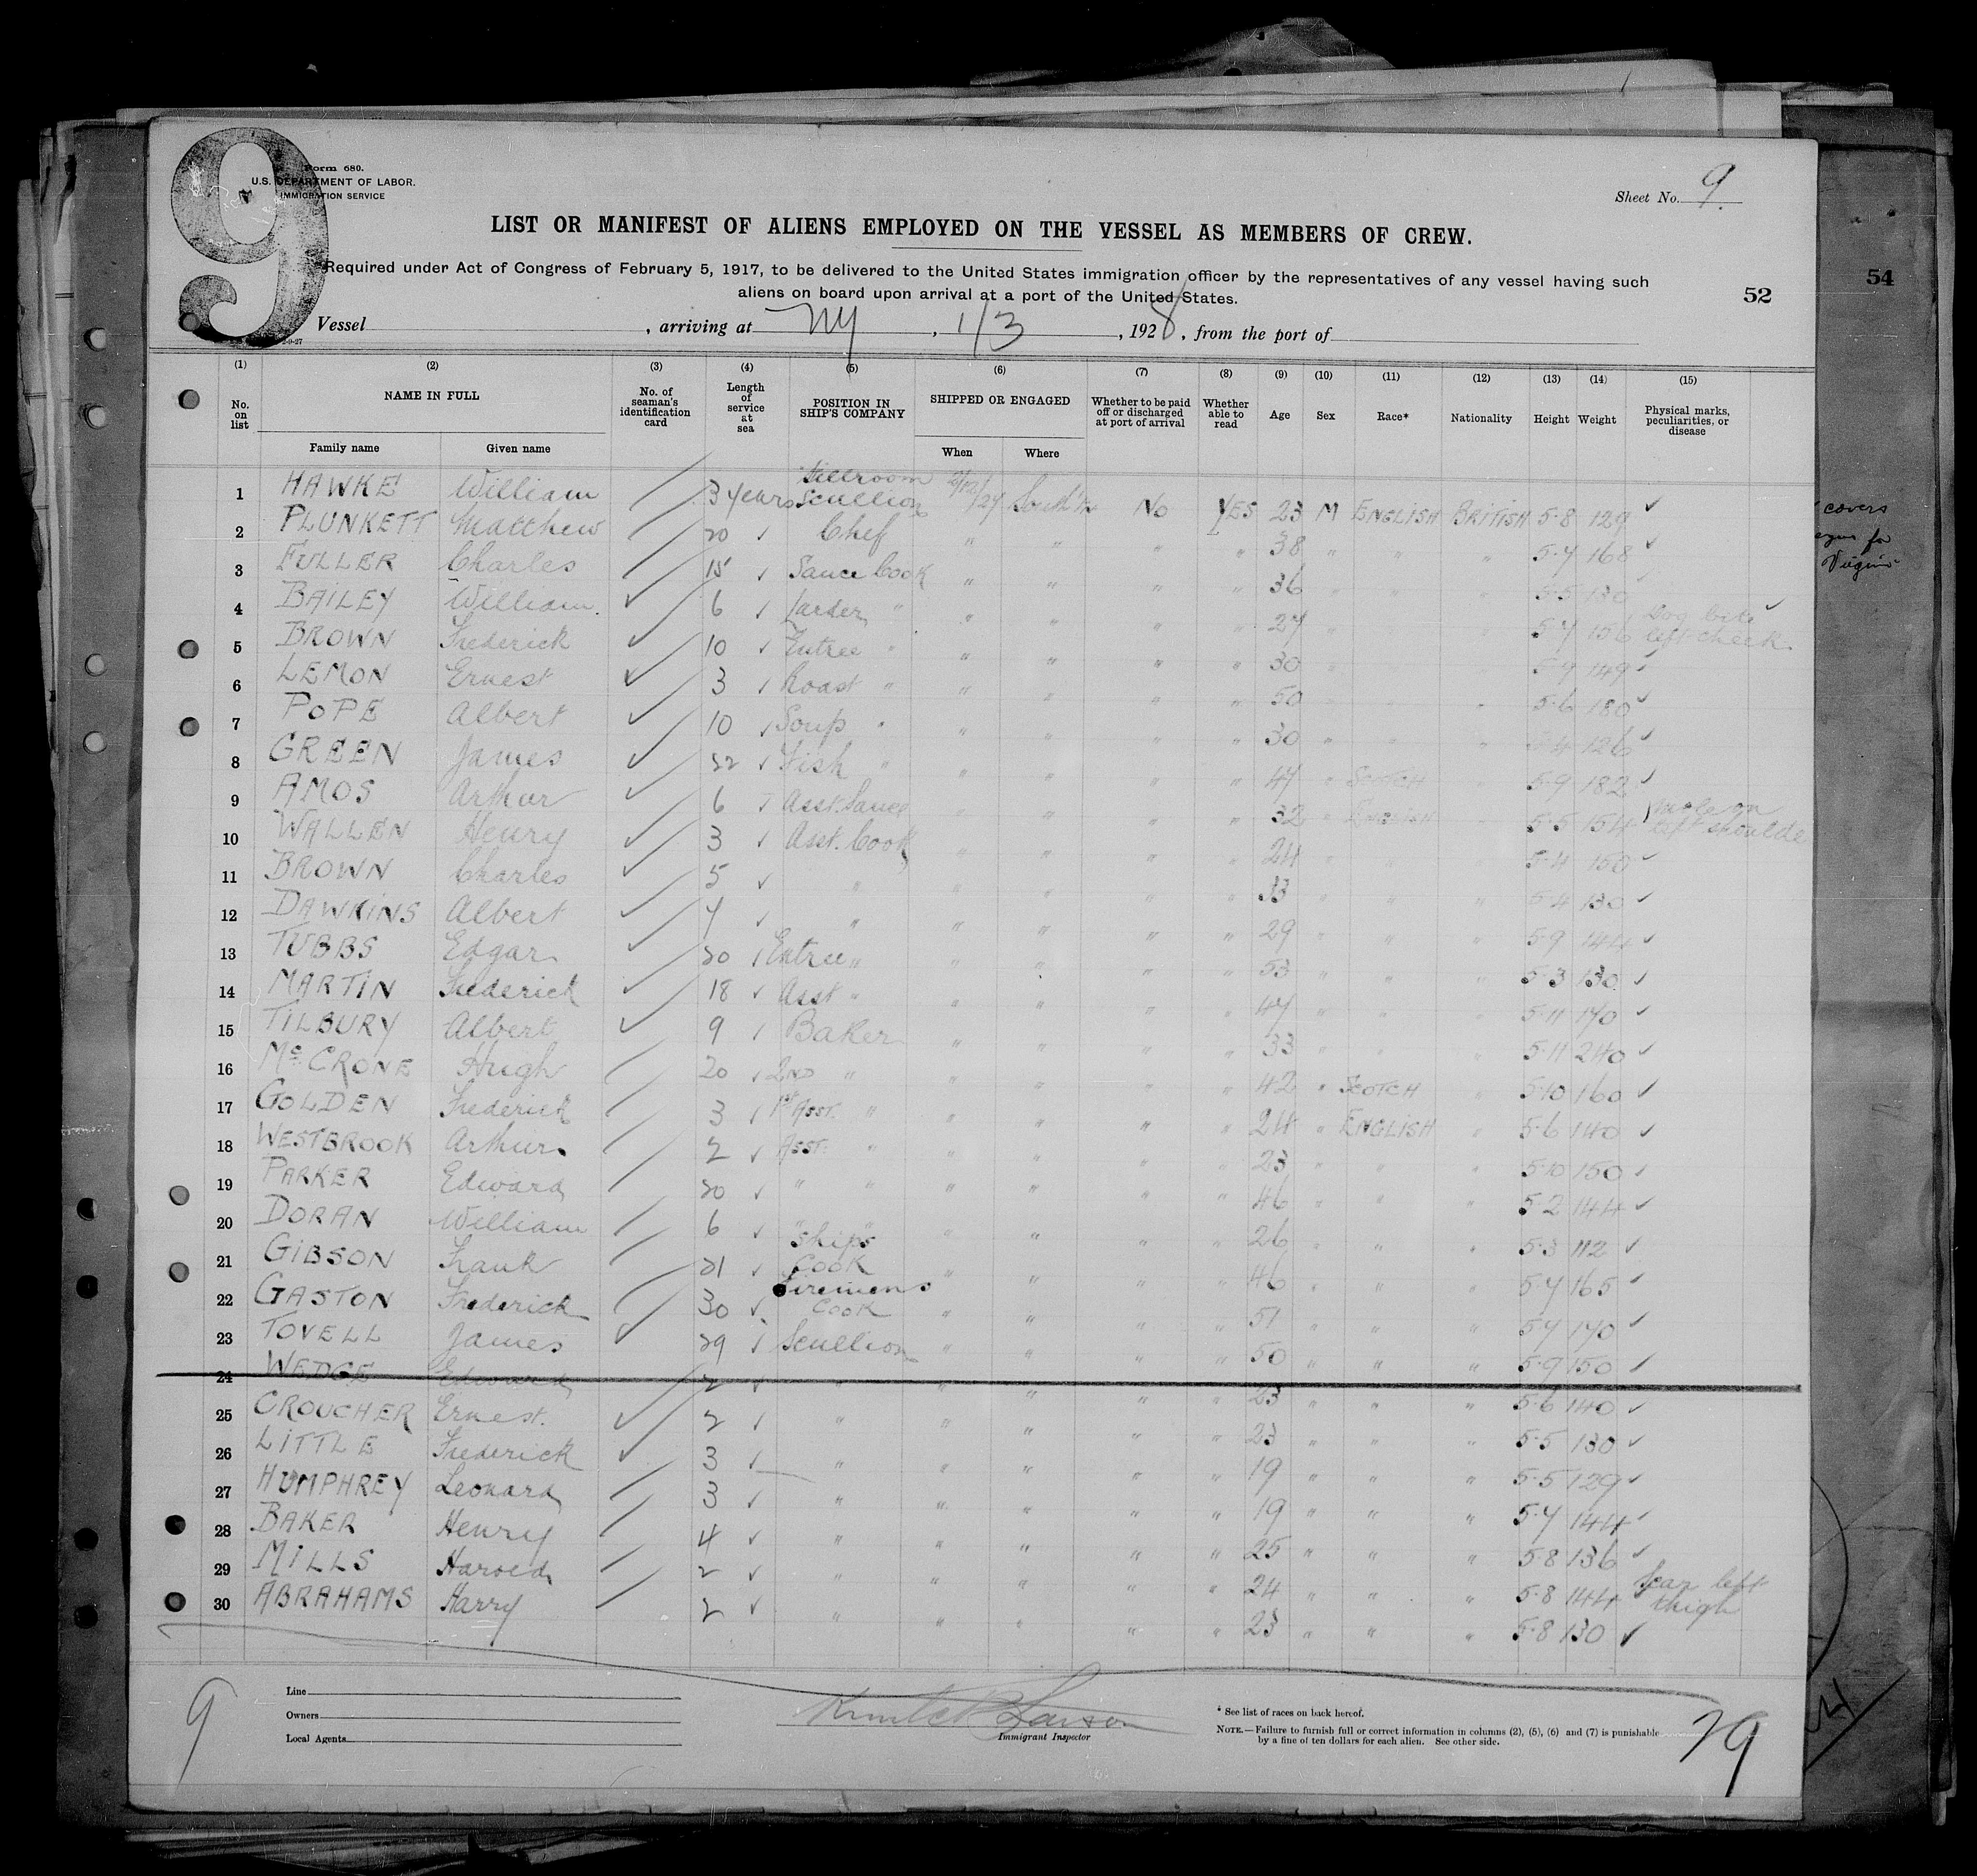 9
Form 680.
U.S. DEPARTMENT OF LABOR.
IMMIGRATION SERVICE
Sheet No. 9.
LIST OR MANIFEST OF ALIENS EMPLOYED ON THE VESSEL AS MEMBERS OF CREW.
Required under Act of Congress of February 5, 1917, to be delivered to the United States immigration officer by the representatives of any vessel having such
aliens on board upon arrival at a port of the United States.
52
54
Vessel , arriving at NY , 1/3 , 1928 , from the port of
(1) (2) (3) (4) (5) (6) (7) (8) (9) (10) (11) (12) (13) (14) (15)
No. on list NAME IN FULL No. of seaman's identification card Length of service at sea POSITION IN SHIP'S COMPANY SHIPPED OR ENGAGED Whether to be paid off or discharged at port of arrival Whether able to read Age Sex Race* Nationality Height Weight Physical marks, peculiarities, or disease
Family name Given name When Where
1 HAWKE William 3 years Stillroom Scullion South'ton No YES 23 M ENGLISH BRITISH 5-8 129 ✓
2 PLUNKETT Matthew 20 ✓ Chef " " " " 38 " " " 5-7 168 ✓
3 FULLER Charles 15 ✓ Sauce Cook " " " " 36 " " " 5-5 130
4 BAILEY William 6 ✓ Larder " " " " " 27 5-7 156 Dog bite left cheek ✓
5 BROWN Frederick 10 ✓ Entree " " " " " 30 149 ✓
6 LEMON Ernest 3 ✓ Roast " " " " " 50 " 5-6 180 ✓
7 POPE Albert 10 ✓ Soup " " " " " 30 " " " 5-4 126 ✓
8 GREEN James 22 ✓ Fish " " " " " 47 " SCOTCH " 5-9 182 ✓
9 AMOS Arthur 6 ✓ Asst. Sauce " " " " 32 " ENGLISH " 5-5 154 Mole on left shoulder
10 WALLEN Henry 3 ✓ Asst. Cook " " " " 24 " " " 5-4 150 ✓
11 BROWN Charles 5 ✓ " " " " " 33 " " " 5-4 130 ✓
12 DAWKINS Albert 7 ✓ " " " " " 29 " " " 5-9 144 ✓
13 TUBBS Edgar 30 ✓ Entree " " " " " 53 " " " 5-3 130 ✓
14 MARTIN Frederick 18 ✓ Asst " " " " " 47 " " " 5-11 170 ✓
15 TILBURY Albert 9 ✓ Baker " " " " 33 " " " 5-11 240 ✓
16 McCRONE Hugh 20 ✓ 2ND " " " " " 42 " SCOTCH " 5-10 160 ✓
17 GOLDEN Frederick 3 ✓ 1st Asst. " " " " " 24 " ENGLISH " 5-6 140 ✓
18 WESTBROOK Arthur 2 ✓ Asst. " " " " " 23 " " " 5-10 150 ✓
19 PARKER Edward 30 ✓ " " " " " " 46 " " " 5-2 144 ✓
20 DORAN William 6 ✓ " " " " " " 26 " " " 5-3 112 ✓
21 GIBSON Frank 31 ✓ Ships Cook " " " " 46 " " " 5-7 165 ✓
22 GASTON Frederick 30 ✓ Firemens Cook " " " " 51 " " " 5-7 170 ✓
23 TOVELL James 29 ✓ Scullion " " " " 50 " " " 5-9 150 ✓
24 WEDGE Edward 2 ✓ " " " " " 23 " " " 5-6 140 ✓
25 CROUCHER Ernest. 2 ✓ " " " " " 23 " " " 5-5 130 ✓
26 LITTLE Frederick 3 ✓ " " " " " 19 " " " 5-5 129 ✓
27 HUMPHREY Leonard 3 ✓ " " " " " 19 " " " 5-7 144 ✓
28 BAKER Henry 4 ✓ " " " " " 25 " " " 5-8 136 ✓
29 MILLS Harold 2 ✓ " " " " " 24 " " " 5-8 144 Scar left thigh
30 ABRAHAMS Harry 2 ✓ " " " " " 23 " " " 5-8 130 ✓
covers
for
Virginia
9
Line
Owners
Local Agents
Larson
Immigrant Inspector
* See list of races on back hereof.
NOTE.—Failure to furnish full or correct information in columns (2), (5), (6) and (7) is punishable
by a fine of ten dollars for each alien. See other side.
29